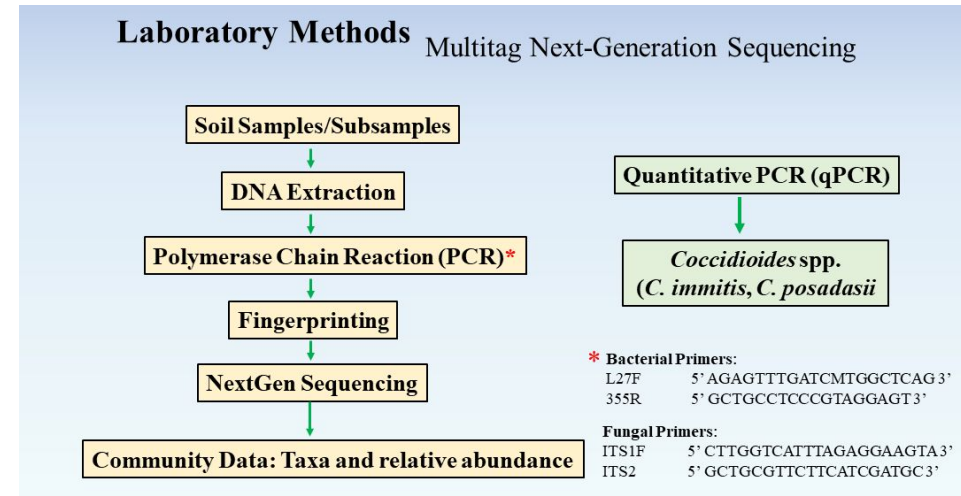 Laboratory Methods Multitag Next-Generation Sequencing
Soil Samples/Subsamples
DNA Extraction
Polymerase Chain Reaction (PCR)*
Fingerprinting
NextGen Sequencing
Community Data: Taxa and relative abundance
Quantitative PCR (qPCR)
Coccidioides spp.
(C. immitis, C. posadasii
* Bacterial Primers:
L27F 5’ AGAGTTTGATCMTGGCTCAG 3’
355R 5’ GCTGCCTCCCGTAGGAGT 3’
Fungal Primers:
ITS1F 5’ CTTGGTCATTTAGAGGAAGTA 3’
ITS2 5’ GCTGCGTTCTTCATCGATGC 3’